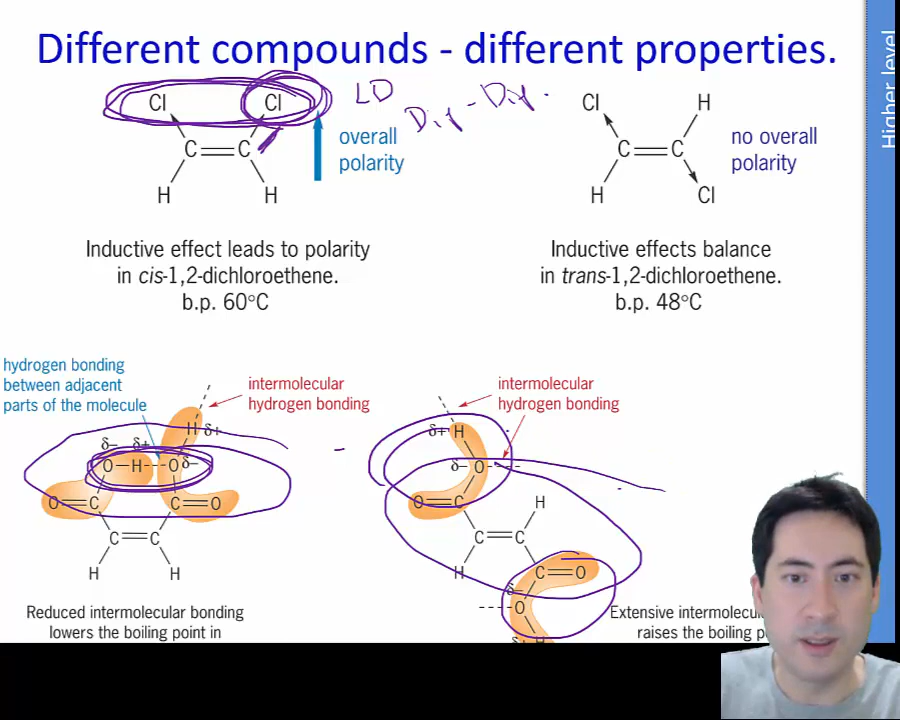 Different compounds - different properties.
Higher level
Cl Cl
LD
Dip - Dip.
overall
polarity
C C
H H
Cl H
no overall
polarity
C C
H Cl
Inductive effect leads to polarity
in cis-1,2-dichloroethene.
b.p. 60°C
Inductive effects balance
in trans-1,2-dichloroethene.
b.p. 48°C
hydrogen bonding
between adjacent
parts of the molecule
intermolecular
hydrogen bonding
H δ+
δ− δ+
O H O δ−
O C C O
C C
H H
Reduced intermolecular bonding
lowers the boiling point in
intermolecular
hydrogen bonding
δ+ H
δ− O
O C H
C C
H C O
δ−
O
δ+ H
Extensive intermolec
raises the boiling p